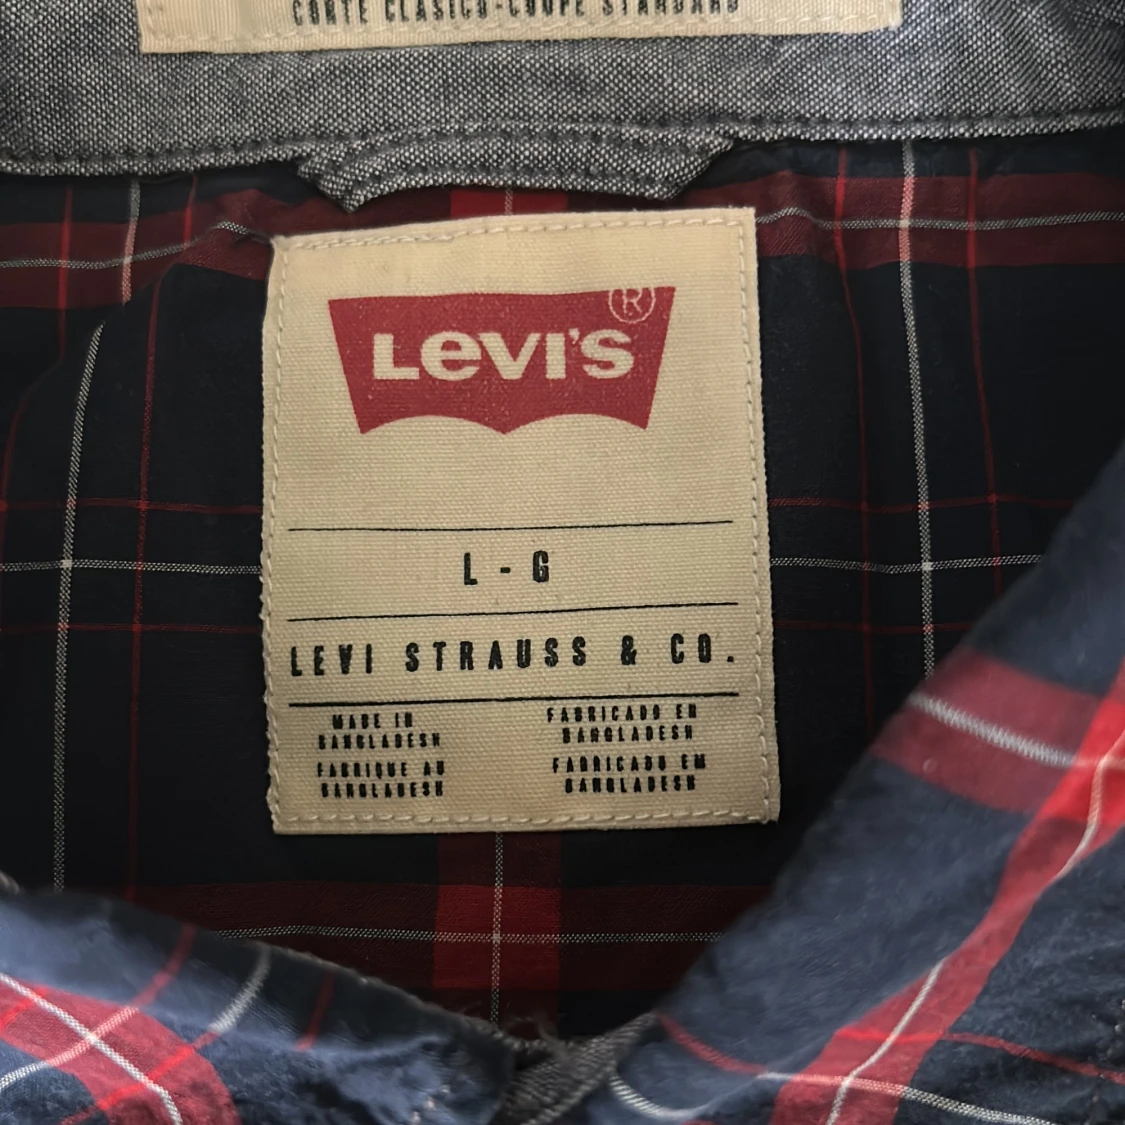 CORTE CLASICO-COUPE STANDARD
LEVI'S®
L - G
LEVI STRAUSS & CO.
MADE IN
BANGLADESH
FABRICADO EN
BANGLADESH
FABRIQUE AU
BANGLADESH
FABRICADO EM
BANGLADESH